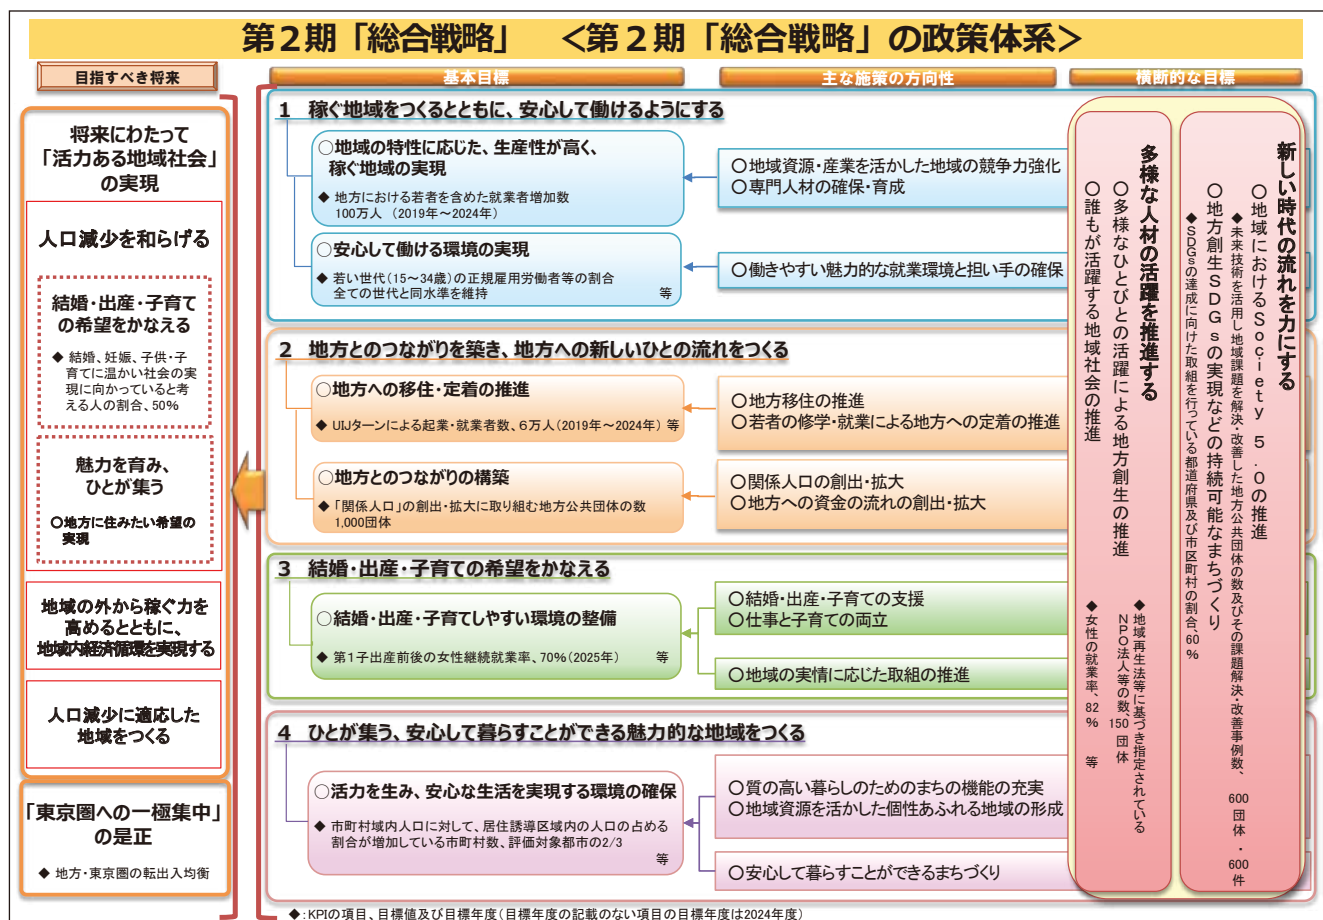 第２期「総合戦略」　＜第２期「総合戦略」の政策体系＞
目指すべき将来
基本目標
主な施策の方向性
横断的な目標
将来にわたって
「活力ある地域社会」
の実現
人口減少を和らげる
結婚・出産・子育て
の希望をかなえる
◆ 結婚、妊娠、子供・子
育てに温かい社会の実
現に向かっていると考
える人の割合、50％
魅力を育み、
ひとが集う
○地方に住みたい希望の
実現
地域の外から稼ぐ力を
高めるとともに、
地域内経済循環を実現する
人口減少に適応した
地域をつくる
「東京圏への一極集中」
の是正
◆ 地方・東京圏の転出入均衡
１ 稼ぐ地域をつくるとともに、安心して働けるようにする
○地域の特性に応じた、生産性が高く、
稼ぐ地域の実現
◆ 地方における若者を含めた就業者増加数
100万人 （2019年～2024年）
○地域資源・産業を活かした地域の競争力強化
○専門人材の確保・育成
○安心して働ける環境の実現
◆ 若い世代（15～34歳）の正規雇用労働者等の割合
全ての世代と同水準を維持 等
○働きやすい魅力的な就業環境と担い手の確保
２ 地方とのつながりを築き、地方への新しいひとの流れをつくる
○地方への移住・定着の推進
◆ UIJターンによる起業・就業者数、６万人（2019年～2024年） 等
○地方移住の推進
○若者の修学・就業による地方への定着の推進
○地方とのつながりの構築
◆ 「関係人口」の創出・拡大に取り組む地方公共団体の数
1,000団体
○関係人口の創出・拡大
○地方への資金の流れの創出・拡大
３ 結婚・出産・子育ての希望をかなえる
○結婚・出産・子育てしやすい環境の整備
◆ 第１子出産前後の女性継続就業率、70％（2025年） 等
○結婚・出産・子育ての支援
○仕事と子育ての両立
○地域の実情に応じた取組の推進
４ ひとが集う、安心して暮らすことができる魅力的な地域をつくる
○活力を生み、安心な生活を実現する環境の確保
◆ 市町村域内人口に対して、居住誘導区域内の人口の占める
割合が増加している市町村数、評価対象都市の2/3
等
○質の高い暮らしのためのまちの機能の充実
○地域資源を活かした個性あふれる地域の形成
○安心して暮らすことができるまちづくり
新しい時代の流れを力にする
○地域におけるＳｏｃｉｅｔｙ ５．０の推進
◆未来技術を活用し地域課題を解決・改善した地方公共団体の数及びその課題解決・改善事例数、600団体・600件
○地方創生ＳＤＧｓの実現などの持続可能なまちづくり
◆ＳＤＧｓの達成に向けた取組を行っている都道府県及び市区町村の割合、60％
多様な人材の活躍を推進する
○多様なひとびとの活躍による地方創生の推進
◆地域再生法等に基づき指定されている
ＮＰＯ法人等の数150団体
○誰もが活躍する地域社会の推進
◆女性の就業率、82％ 等
◆：KPIの項目、目標値及び目標年度（目標年度の記載のない項目の目標年度は2024年度）